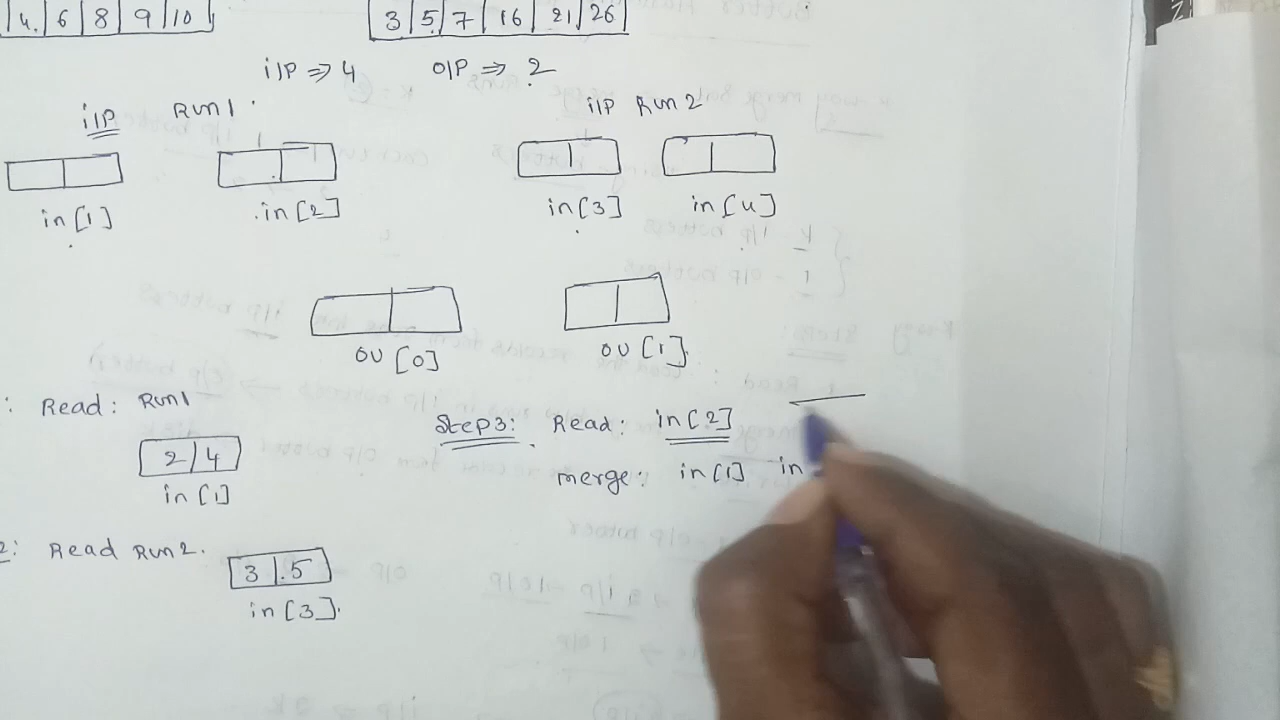 4. 6 8 9 10 3 5 7 16 21 26
i/P ⇒ 4 O/P ⇒ 2
i/P Run1 i/P Run 2
in[1] in[2] in[3] in[4]
ou[0] ou[1]
: Read: Run1 Step3: Read: in[2]
2 4 merge: in[1] in
in[1]
2: Read Run2.
3 5
in[3].